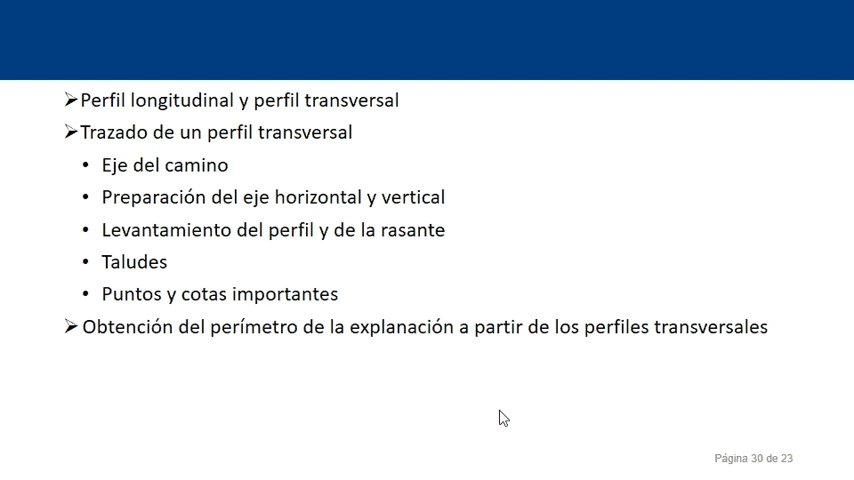 ➢Perfil longitudinal y perfil transversal
➢Trazado de un perfil transversal
• Eje del camino
• Preparación del eje horizontal y vertical
• Levantamiento del perfil y de la rasante
• Taludes
• Puntos y cotas importantes
➢Obtención del perímetro de la explanación a partir de los perfiles transversales
Página 30 de 23